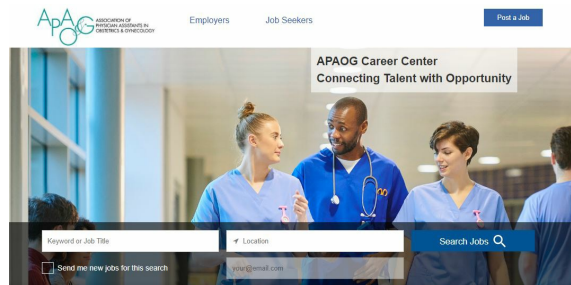 APAOG
ASSOCIATION OF
PHYSICIAN ASSISTANTS IN
OBSTETRICS & GYNECOLOGY
Employers
Job Seekers
Post a Job
APAOG Career Center
Connecting Talent with Opportunity
Keyword or Job Title
Location
Search Jobs
Send me new jobs for this search
your@email.com